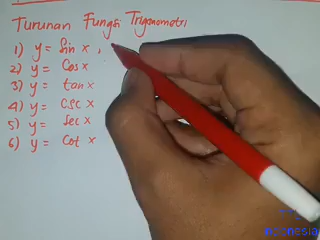 Turunan Fungsi Trigonometri
1) y = Sin x ,
2) y = Cos x
3) y = tan x
4) y = Csc x
5) y = Sec x
6) y = Cot x